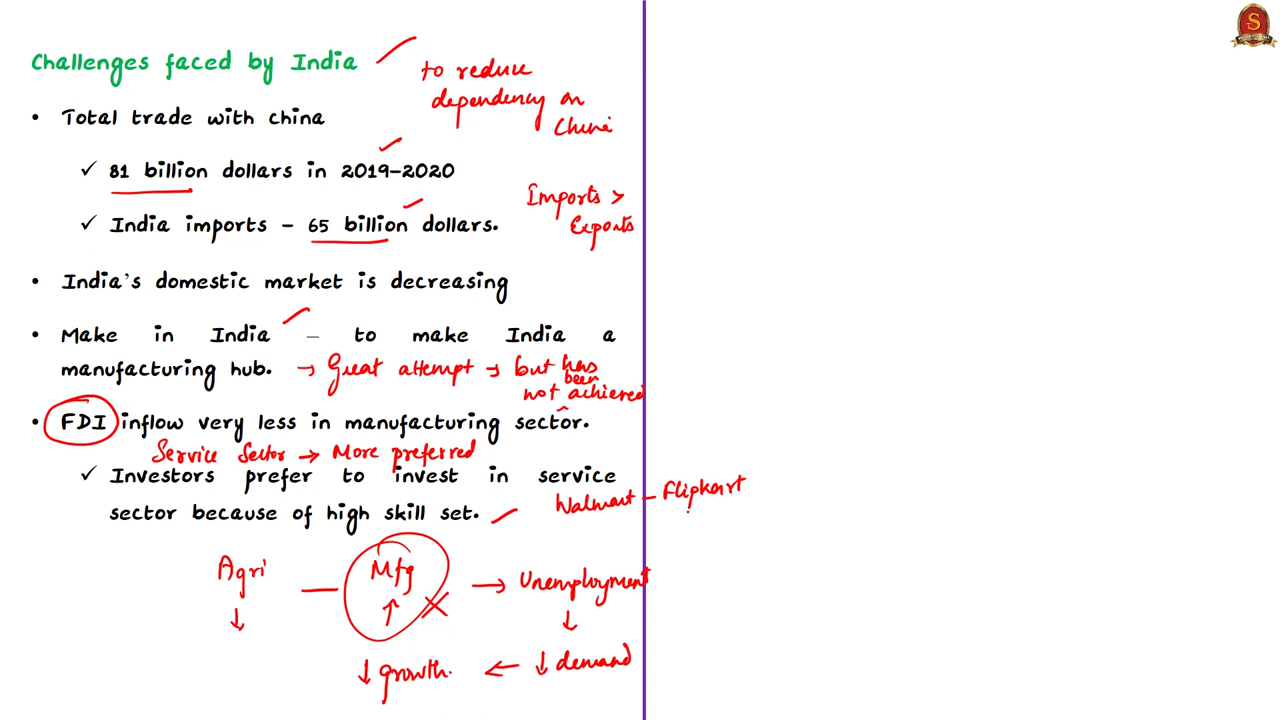 Challenges faced by India
to reduce
dependency on
China
• Total trade with china
✓ 81 billion dollars in 2019-2020
Imports >
Exports
✓ India imports - 65 billion dollars.
• India's domestic market is decreasing
• Make in India – to make India a
manufacturing hub. → Great attempt → but has
been
not achieved
• FDI inflow very less in manufacturing sector.
Service Sector → More preferred
✓ Investors prefer to invest in service
sector because of high skill set.
Walmart - Flipkart
Agri — Mfg → Unemployment
↓ ↑ ↓
↓ growth. ← ↓ demand
S